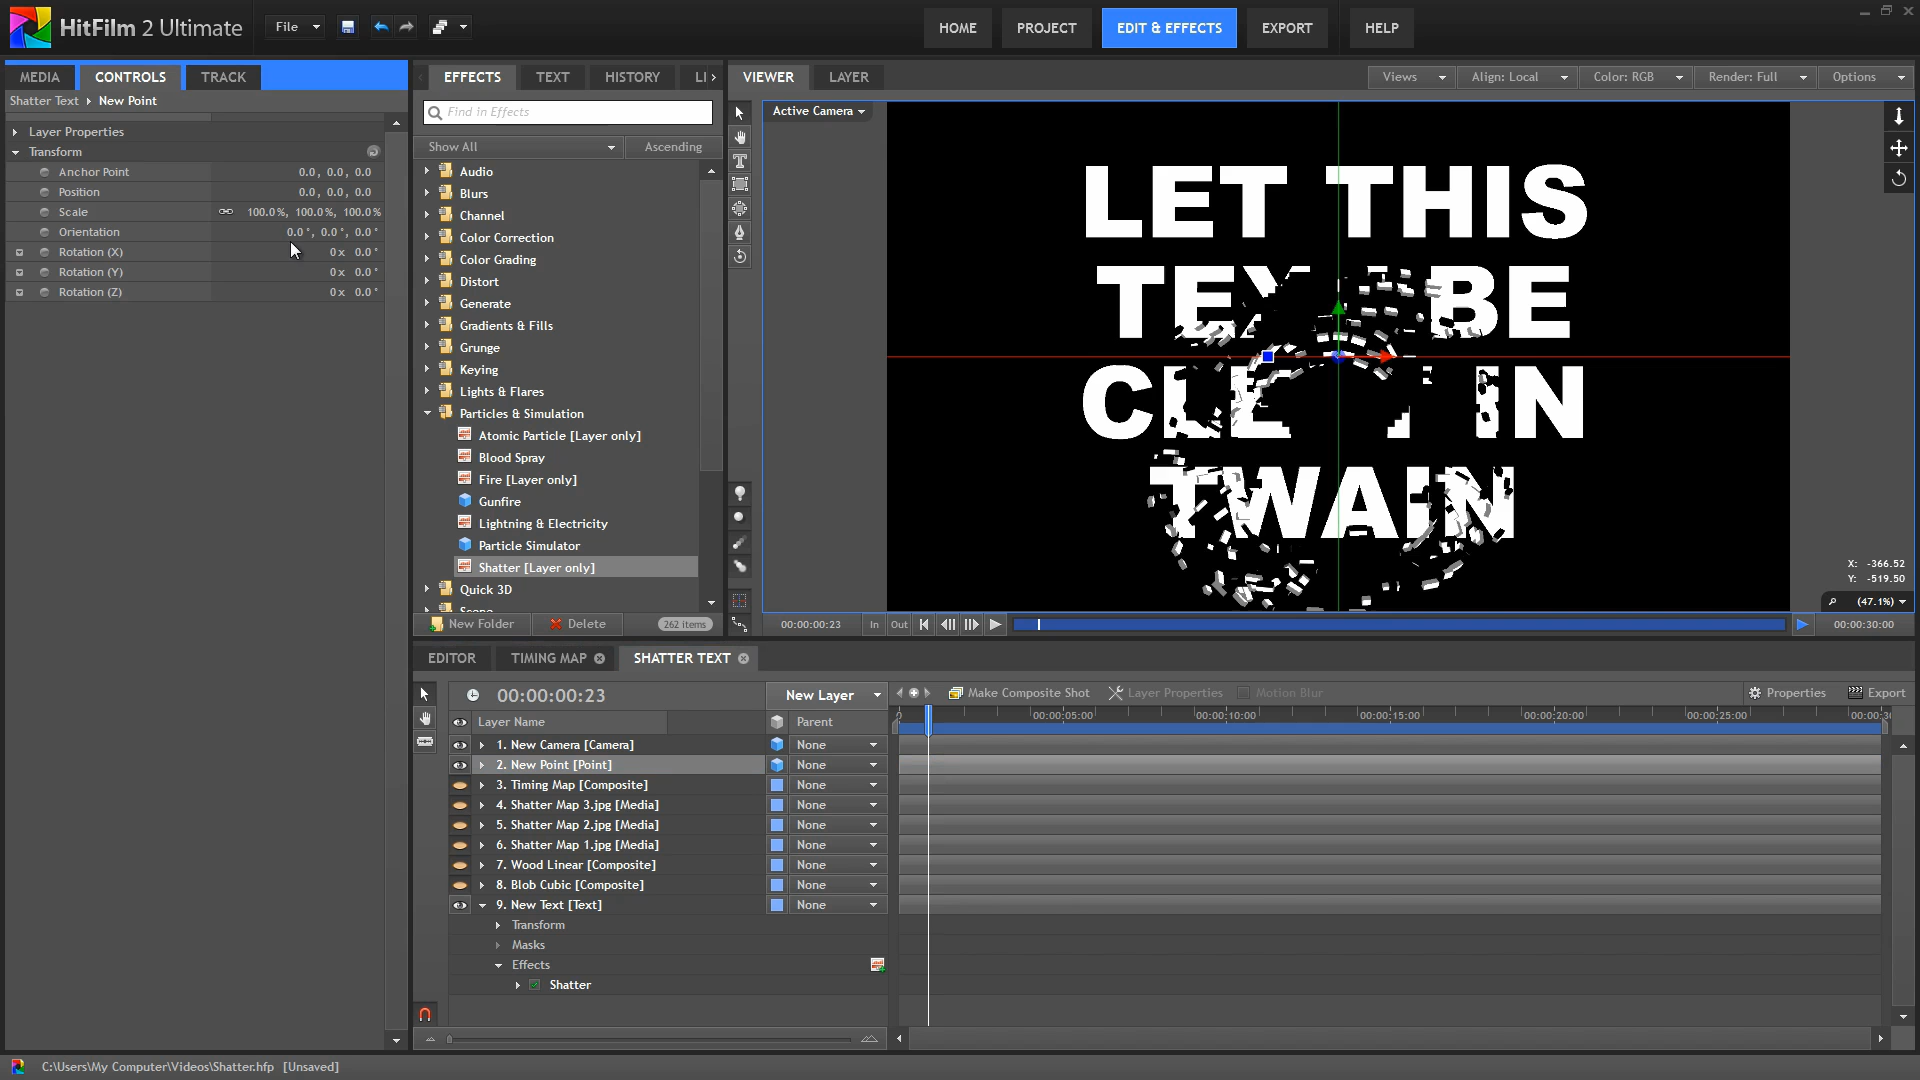 HitFilm 2 Ultimate
File
HOME
PROJECT
EDIT & EFFECTS
EXPORT
HELP
MEDIA
CONTROLS
TRACK
Shatter Text
New Point
Layer Properties
Transform
Anchor Point
0.0, 0.0, 0.0
Position
0.0, 0.0, 0.0
Scale
100.0%, 100.0%, 100.0%
Orientation
0.0°, 0.0°, 0.0°
Rotation (X)
0x 0.0°
Rotation (Y)
0x 0.0°
Rotation (Z)
0x 0.0°
EFFECTS
TEXT
HISTORY
LI
Find in Effects
Show All
Ascending
Audio
Blurs
Channel
Color Correction
Color Grading
Distort
Generate
Gradients & Fills
Grunge
Keying
Lights & Flares
Particles & Simulation
Atomic Particle [Layer only]
Blood Spray
Fire [Layer only]
Gunfire
Lightning & Electricity
Particle Simulator
Shatter [Layer only]
Quick 3D
New Folder
Delete
262 items
VIEWER
LAYER
Views
Align: Local
Color: RGB
Render: Full
Options
Active Camera
LET THIS
TEXT BE
CLEFT IN
TWAIN
X: -366.52
Y: -519.50
(47.1%)
00:00:00:23
In
Out
00:00:30:00
EDITOR
TIMING MAP
SHATTER TEXT
00:00:00:23
New Layer
Make Composite Shot
Layer Properties
Motion Blur
Properties
Export
Layer Name
Parent
0
00:00:05:00
00:00:10:00
00:00:15:00
00:00:20:00
00:00:25:00
00:00:3
1. New Camera [Camera]
None
2. New Point [Point]
None
3. Timing Map [Composite]
None
4. Shatter Map 3.jpg [Media]
None
5. Shatter Map 2.jpg [Media]
None
6. Shatter Map 1.jpg [Media]
None
7. Wood Linear [Composite]
None
8. Blob Cubic [Composite]
None
9. New Text [Text]
None
Transform
Masks
Effects
Shatter
C:\Users\My Computer\Videos\Shatter.hfp [Unsaved]